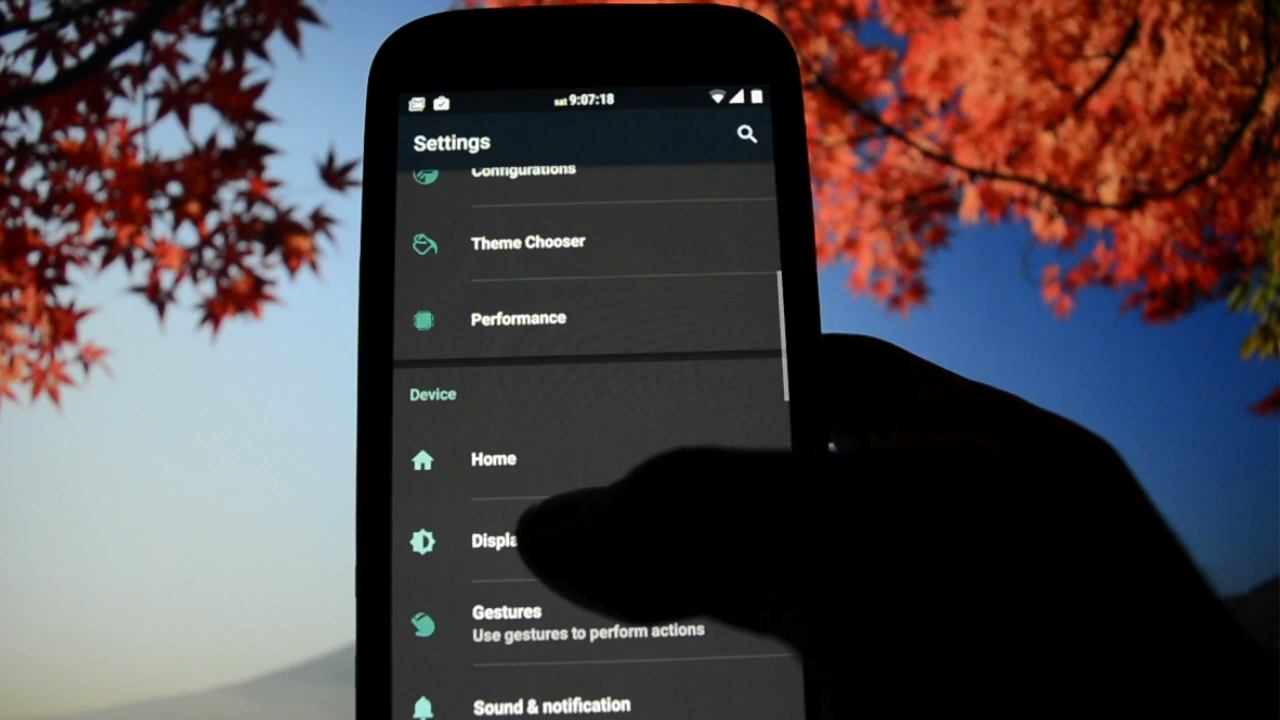 sat 9:07:18
Settings
Configurations
Theme Chooser
Performance
Device
Home
Displa
Gestures
Use gestures to perform actions
Sound & notification